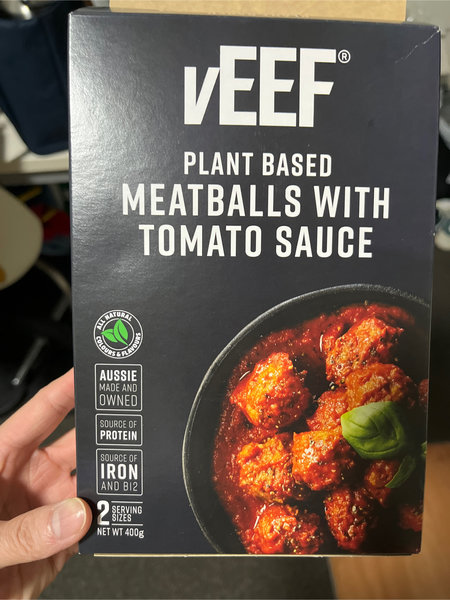 vEEF®
PLANT BASED
MEATBALLS WITH
TOMATO SAUCE
ALL NATURAL
COLOURS & FLAVOURS
AUSSIE
MADE AND
OWNED
SOURCE OF
PROTEIN
SOURCE OF
IRON
AND B12
2 SERVING
SIZES
NET WT 400g